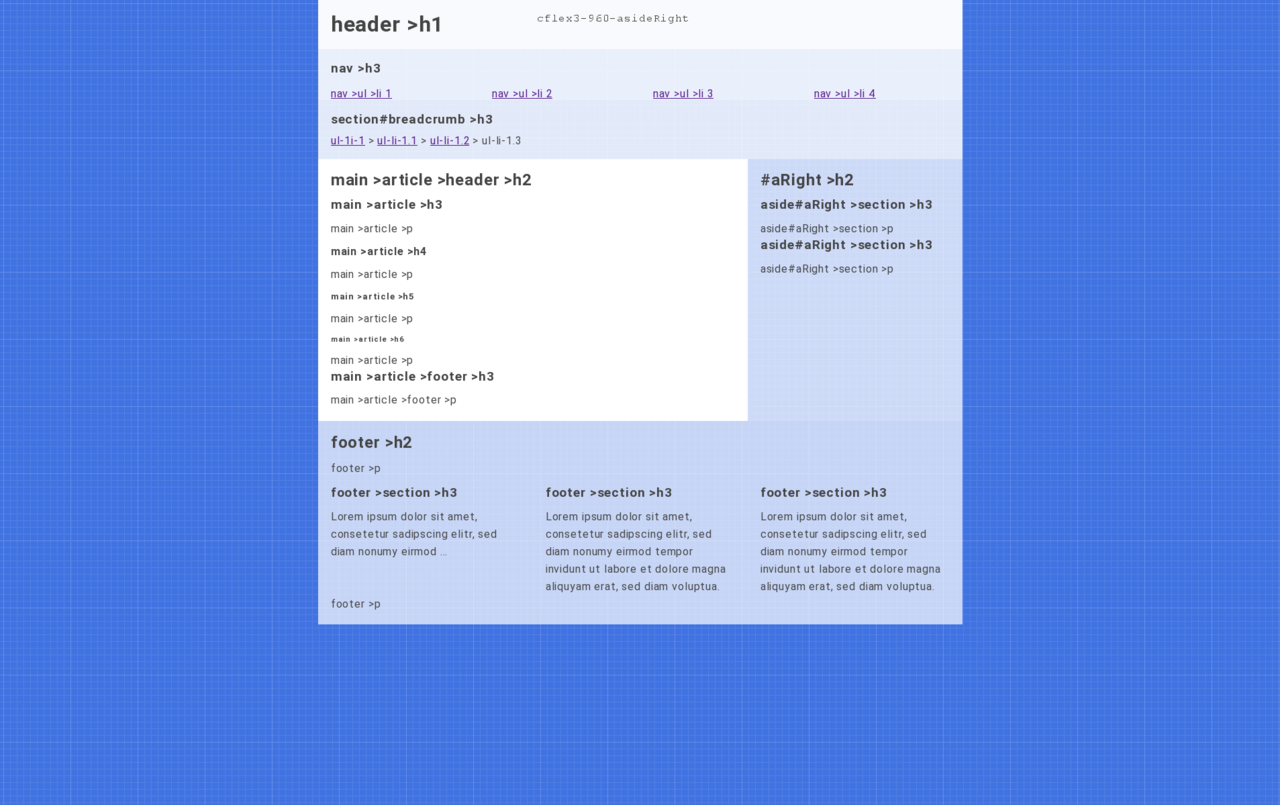 header >h1
cflex3-960-asideRight
nav >h3
nav >ul >li 1
nav >ul >li 2
nav >ul >li 3
nav >ul >li 4
section#breadcrumb >h3
ul-1i-1 > ul-li-1.1 > ul-li-1.2 > ul-li-1.3
main >article >header >h2
main >article >h3
main >article >p
main >article >h4
main >article >p
main >article >h5
main >article >p
main >article >h6
main >article >p
main >article >footer >h3
main >article >footer >p
#aRight >h2
aside#aRight >section >h3
aside#aRight >section >p
aside#aRight >section >h3
aside#aRight >section >p
footer >h2
footer >p
footer >section >h3
Lorem ipsum dolor sit amet,
consetetur sadipscing elitr, sed
diam nonumy eirmod ...
footer >section >h3
Lorem ipsum dolor sit amet,
consetetur sadipscing elitr, sed
diam nonumy eirmod tempor
invidunt ut labore et dolore magna
aliquyam erat, sed diam voluptua.
footer >section >h3
Lorem ipsum dolor sit amet,
consetetur sadipscing elitr, sed
diam nonumy eirmod tempor
invidunt ut labore et dolore magna
aliquyam erat, sed diam voluptua.
footer >p